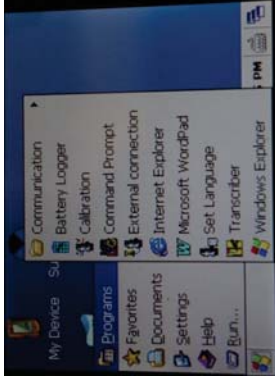 My Device
Su
Programs
Favorites
Documents
Settings
Help
Run...
Communication
Battery Logger
Calibration
Command Prompt
External connection
Internet Explorer
Microsoft WordPad
Set Language
Transcriber
Windows Explorer
PM